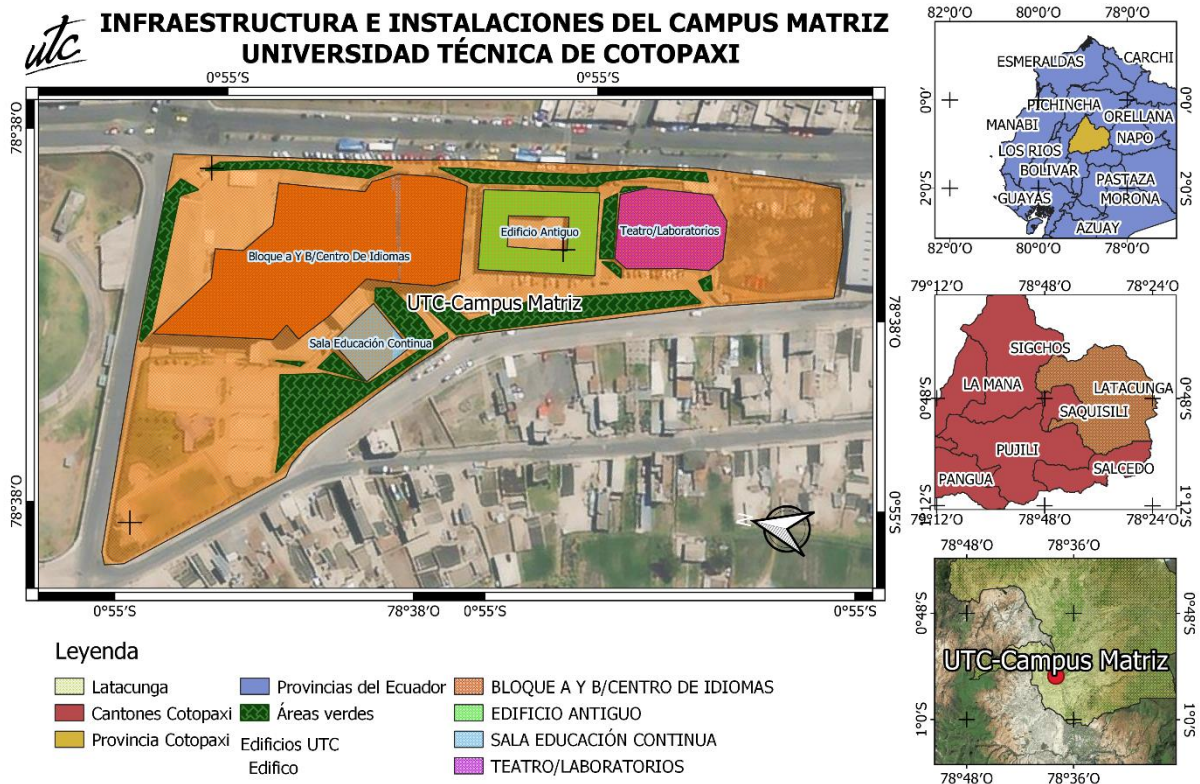 utc
INFRAESTRUCTURA E INSTALACIONES DEL CAMPUS MATRIZ
UNIVERSIDAD TÉCNICA DE COTOPAXI
0°55'S
0°55'S
78°38'O
78°38'O
Bloque a Y B/Centro De Idiomas
Edificio Antiguo
Teatro/Laboratorios
UTC-Campus Matriz
Sala Educación Continua
78°38'O
0°55'S
N
0°55'S
78°38'O
0°55'S
0°55'S
82°0'O
80°0'O
78°0'O
ESMERALDAS
CARCHI
PICHINCHA
ORELLANA
MANABI
NAPO
LOS RIOS
BOLIVAR
PASTAZA
GUAYAS
MORONA
AZUAY
0°0'
0°0'
2°0'S
2°0'S
82°0'O
80°0'O
78°0'O
79°12'O
78°48'O
78°24'O
SIGCHOS
LA MANA
LATACUNGA
SAQUISILI
PUJILI
SALCEDO
PANGUA
0°48'S
0°48'S
1°12'S
1°12'S
79°12'O
78°48'O
78°24'O
78°48'O
78°36'O
0°48'S
0°48'S
UTC-Campus Matriz
1°0'S
1°0'S
78°48'O
78°36'O
Leyenda
Latacunga
Cantones Cotopaxi
Provincia Cotopaxi
Provincias del Ecuador
Áreas verdes
Edificios UTC
Edifico
BLOQUE A Y B/CENTRO DE IDIOMAS
EDIFICIO ANTIGUO
SALA EDUCACIÓN CONTINUA
TEATRO/LABORATORIOS